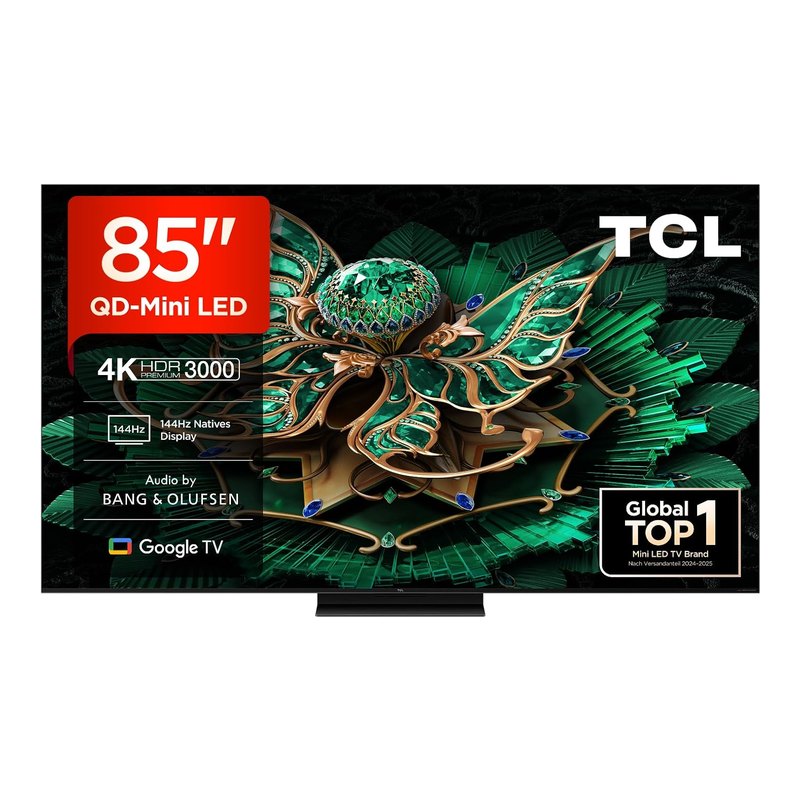 85"
QD-Mini LED
TCL
4K HDR PREMIUM 3000
144Hz
144Hz Natives
Display
Audio by
BANG & OLUFSEN
Google TV
Global
TOP 1
Mini LED TV Brand
Nach Versandanteil 2024-2025
TCL